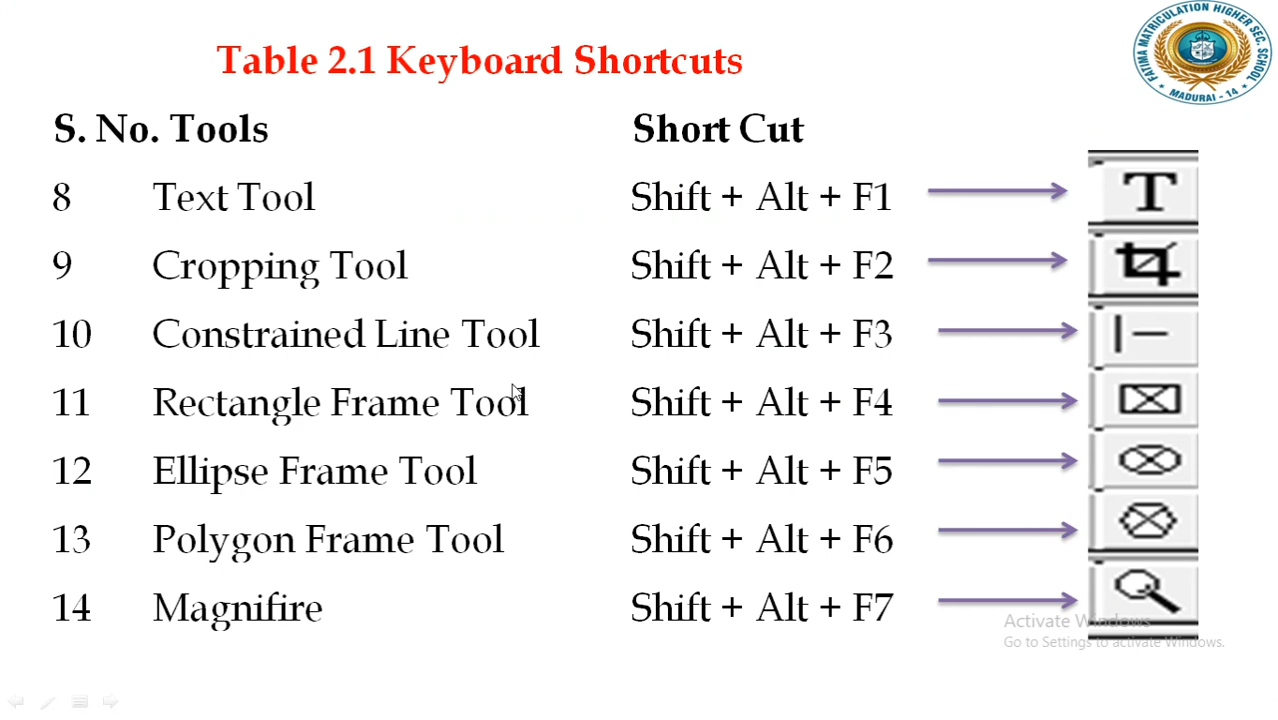 Table 2.1 Keyboard Shortcuts
FATIMA MATRICULATION HIGHER SEC. SCHOOL
MADURAI - 14
S. No. Tools Short Cut
8 Text Tool Shift + Alt + F1
T
9 Cropping Tool Shift + Alt + F2
10 Constrained Line Tool Shift + Alt + F3
11 Rectangle Frame Tool Shift + Alt + F4
12 Ellipse Frame Tool Shift + Alt + F5
13 Polygon Frame Tool Shift + Alt + F6
14 Magnifire Shift + Alt + F7
Activate Windows
Go to Settings to activate Windows.